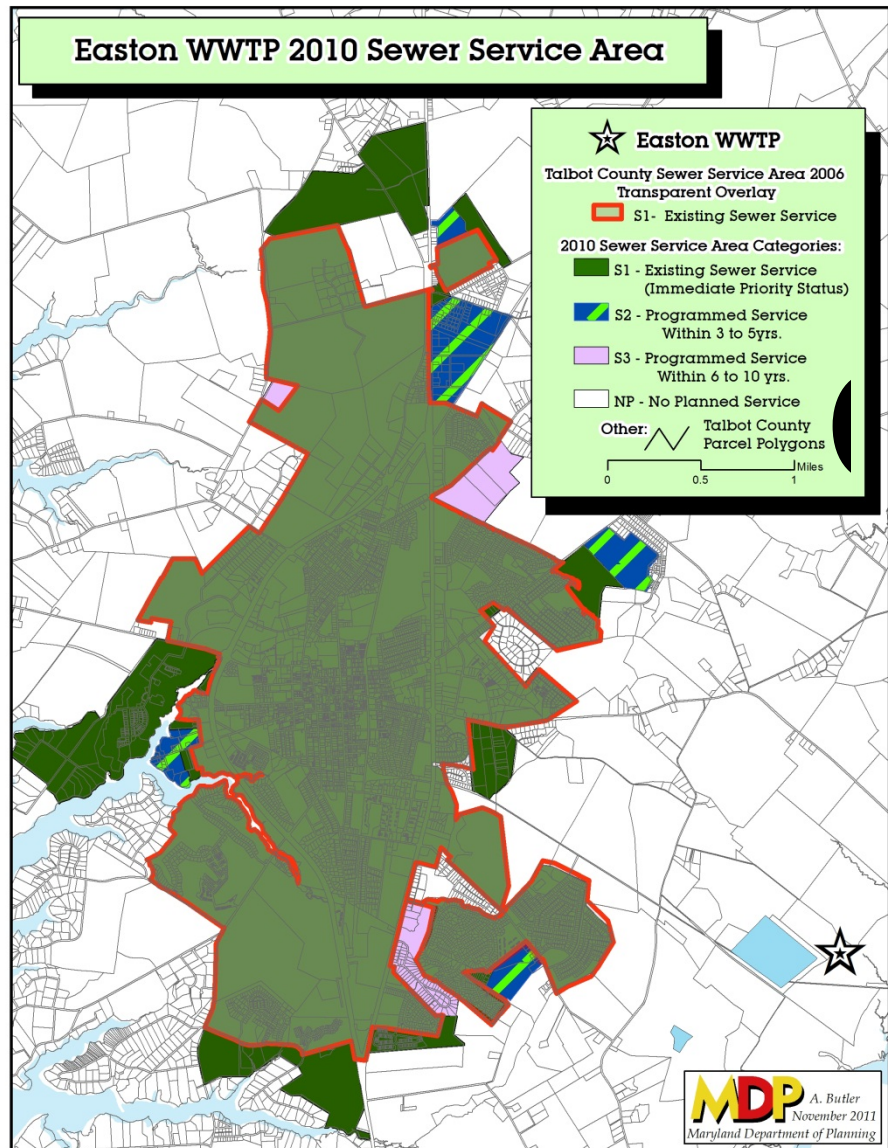 Easton WWTP 2010 Sewer Service Area
Easton WWTP
Talbot County Sewer Service Area 2006
Transparent Overlay
S1- Existing Sewer Service
2010 Sewer Service Area Categories:
S1 - Existing Sewer Service
(Immediate Priority Status)
S2 - Programmed Service
Within 3 to 5yrs.
S3 - Programmed Service
Within 6 to 10 yrs.
NP - No Planned Service
Other: Talbot County
Parcel Polygons
Miles
0 0.5 1
MDP A. Butler
November 2011
Maryland Department of Planning